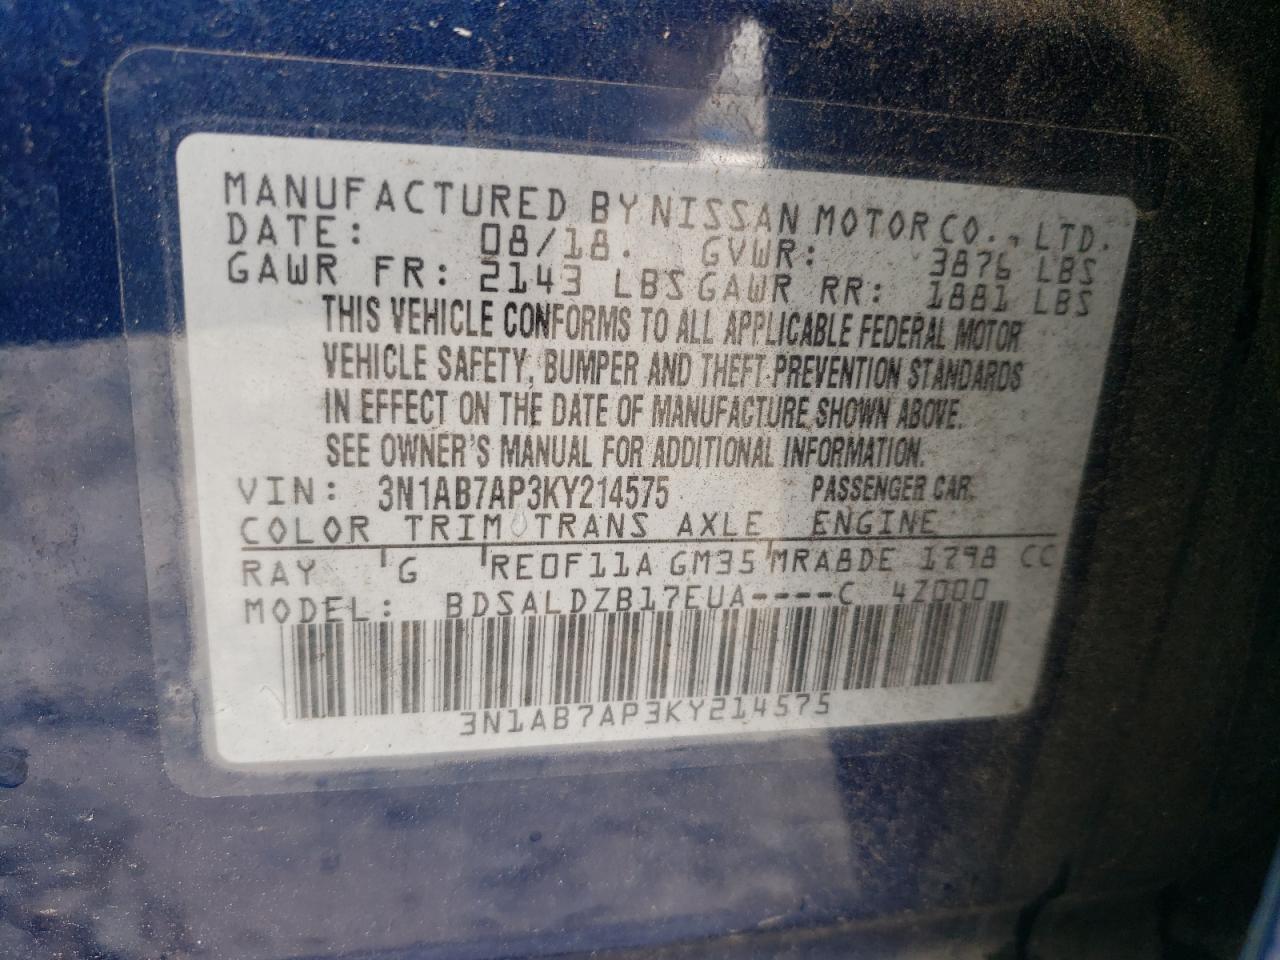 MANUFACTURED BY NISSAN MOTOR CO., LTD.
DATE: 08/18. GVWR: 3876 LBS
GAWR FR: 2143 LBS GAWR RR: 1881 LBS
THIS VEHICLE CONFORMS TO ALL APPLICABLE FEDERAL MOTOR
VEHICLE SAFETY, BUMPER AND THEFT PREVENTION STANDARDS
IN EFFECT ON THE DATE OF MANUFACTURE SHOWN ABOVE.
SEE OWNER'S MANUAL FOR ADDITIONAL INFORMATION.
VIN: 3N1AB7AP3KY214575 PASSENGER CAR
COLOR TRIM TRANS AXLE ENGINE
RAY G RE0F11A GM35 MRA8DE 1798 CC
MODEL: BDSALDZB17EUA----C 4Z000
3N1AB7AP3KY214575